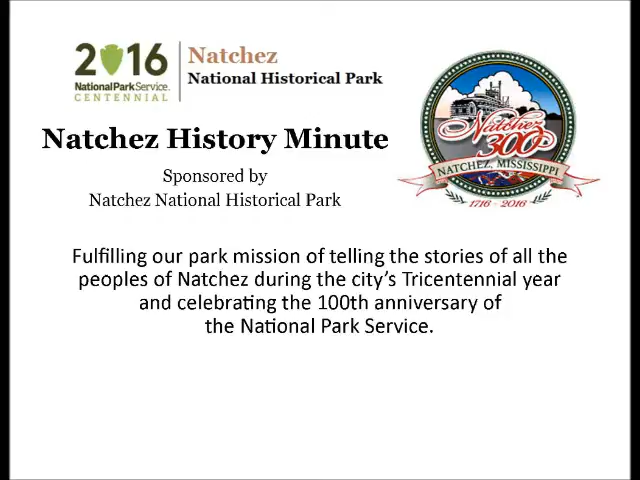 2016
National Park Service
CENTENNIAL
Natchez
National Historical Park
Natchez 300
NATCHEZ, MISSISSIPPI
1716 - 2016
Natchez History Minute
Sponsored by
Natchez National Historical Park
Fulfilling our park mission of telling the stories of all the
peoples of Natchez during the city's Tricentennial year
and celebrating the 100th anniversary of
the National Park Service.